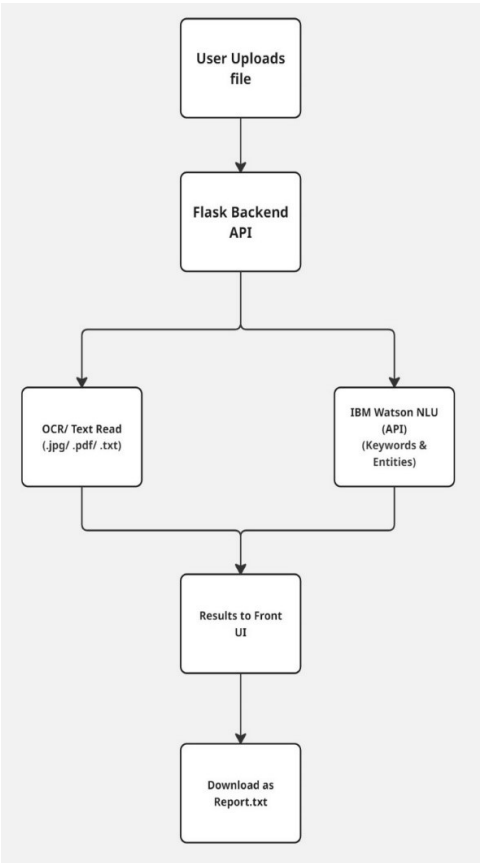 User Uploads
file
Flask Backend
API
OCR/ Text Read
(.jpg/ .pdf/ .txt)
IBM Watson NLU
(API)
(Keywords &
Entities)
Results to Front
UI
Download as
Report.txt